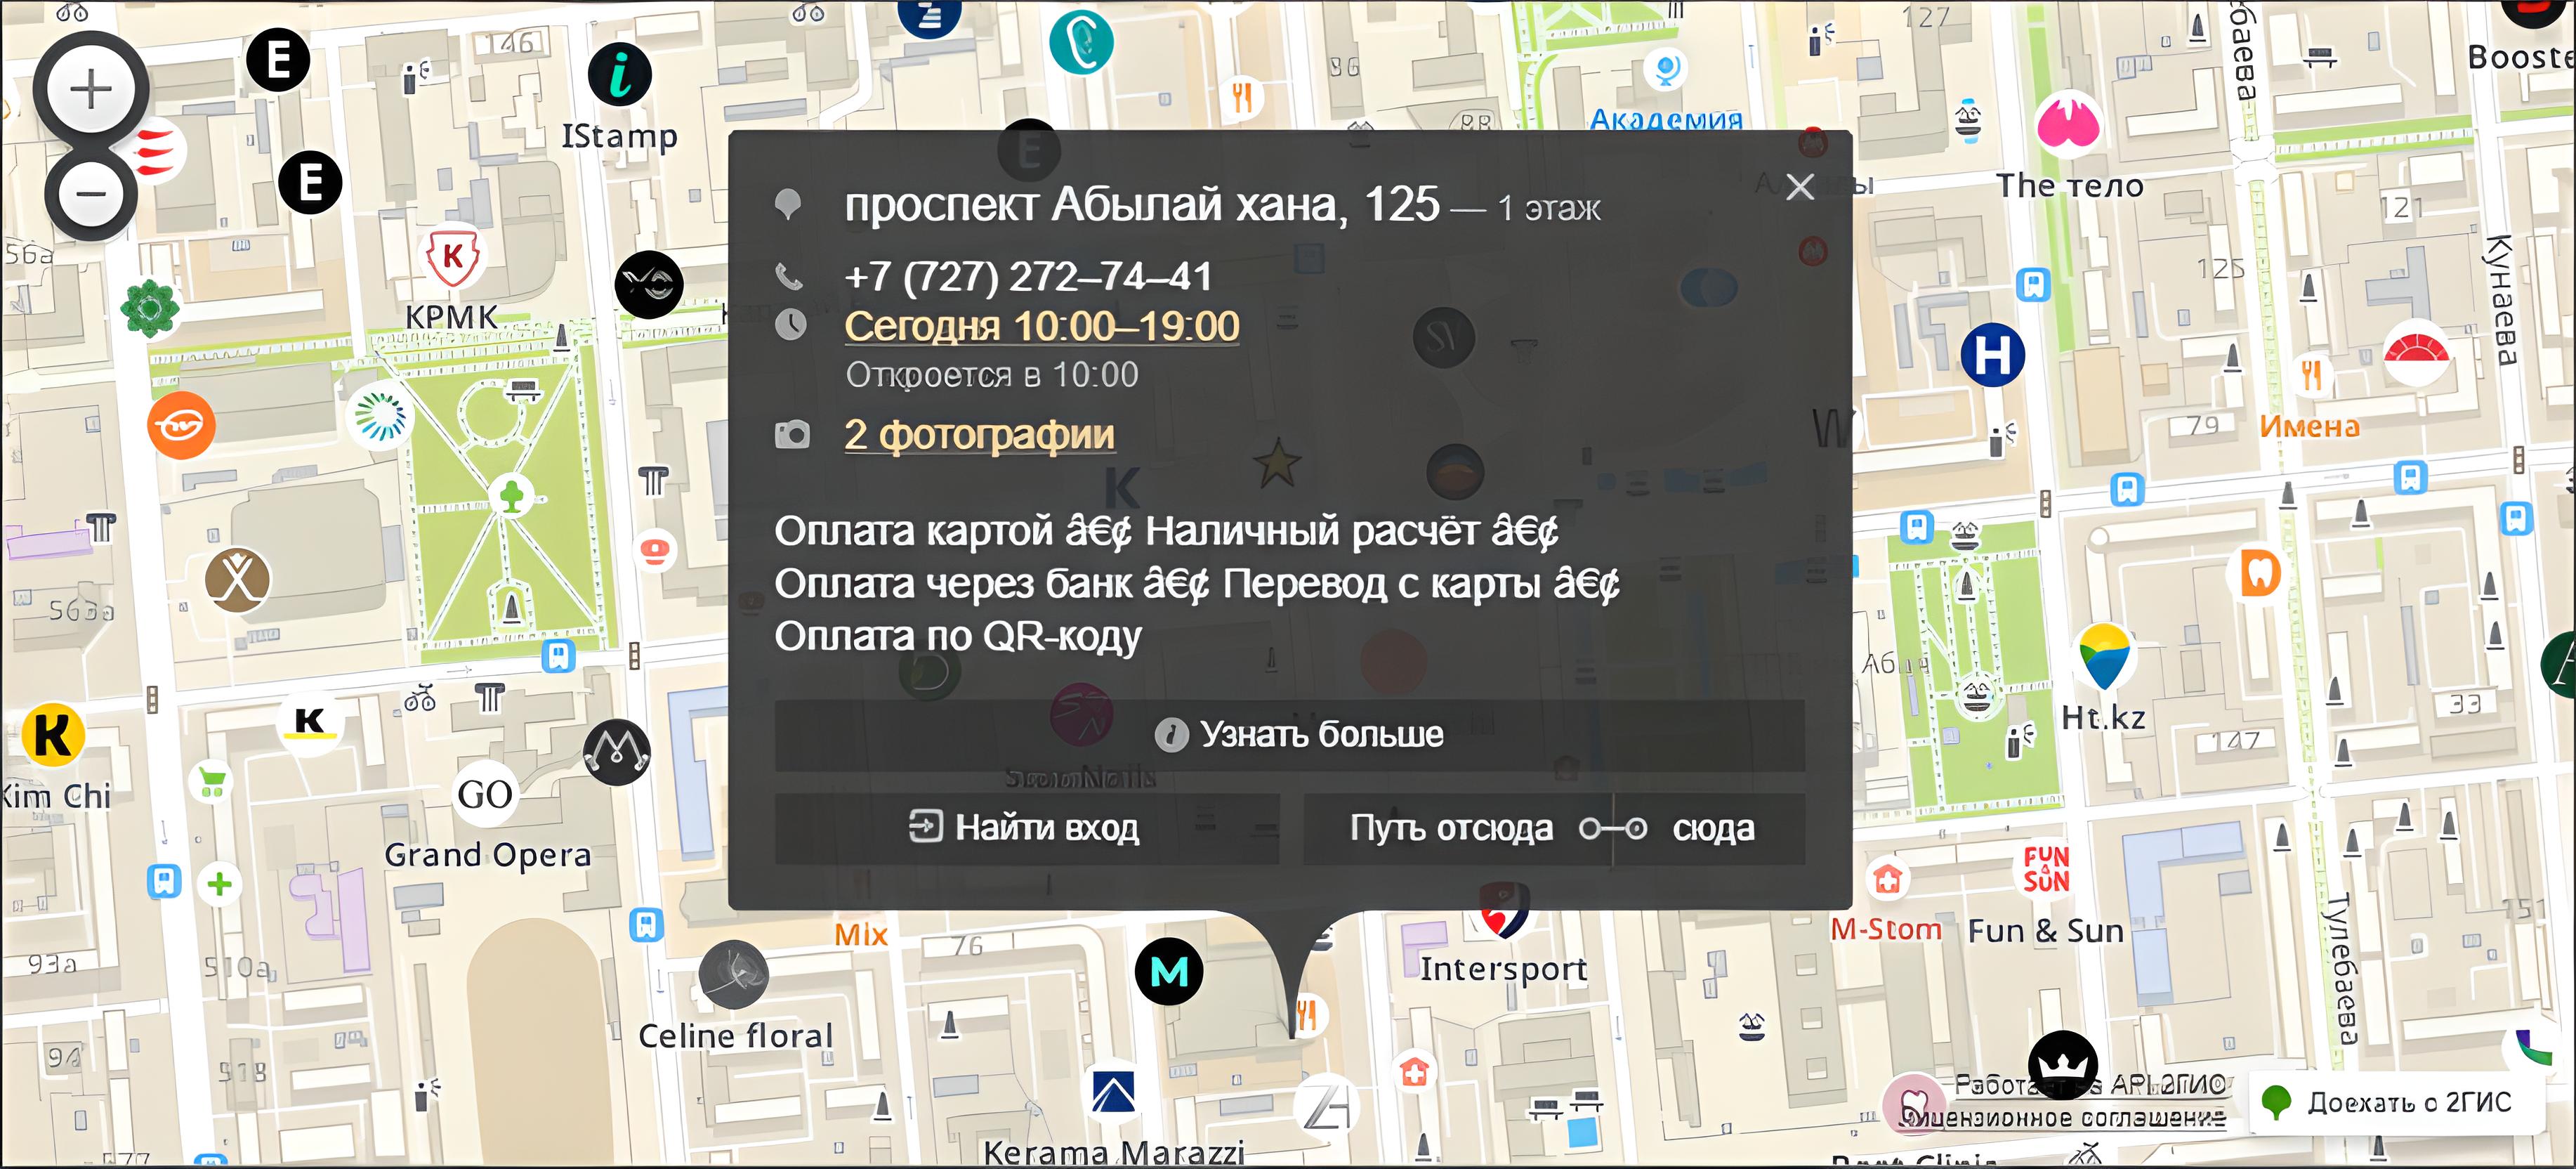 127
146
86
88
Booste
IStamp
Академия
The тело
56а
121
125
Кунаева
КРМК
проспект Абылай хана, 125 — 1 этаж
+7 (727) 272–74–41
Сегодня 10:00–19:00
Откроется в 10:00
2 фотографии
Оплата картой â€¢ Наличный расчёт â€¢
Оплата через банк â€¢ Перевод с карты â€¢
Оплата по QR-коду
Узнать больше
Найти вход
Путь отсюда
сюда
79
Имена
563а
Ht.kz
33
147
Kim Chi
GO
Grand Opera
FUN
SUN
M-Stom
Fun & Sun
Mix
76
Intersport
151
Тулебаева
93а
510а
Celine floral
94
518
Kerama Marazzi
577
Работает на API 2ГИС
Лицензионное соглашение
Доехать с 2ГИС